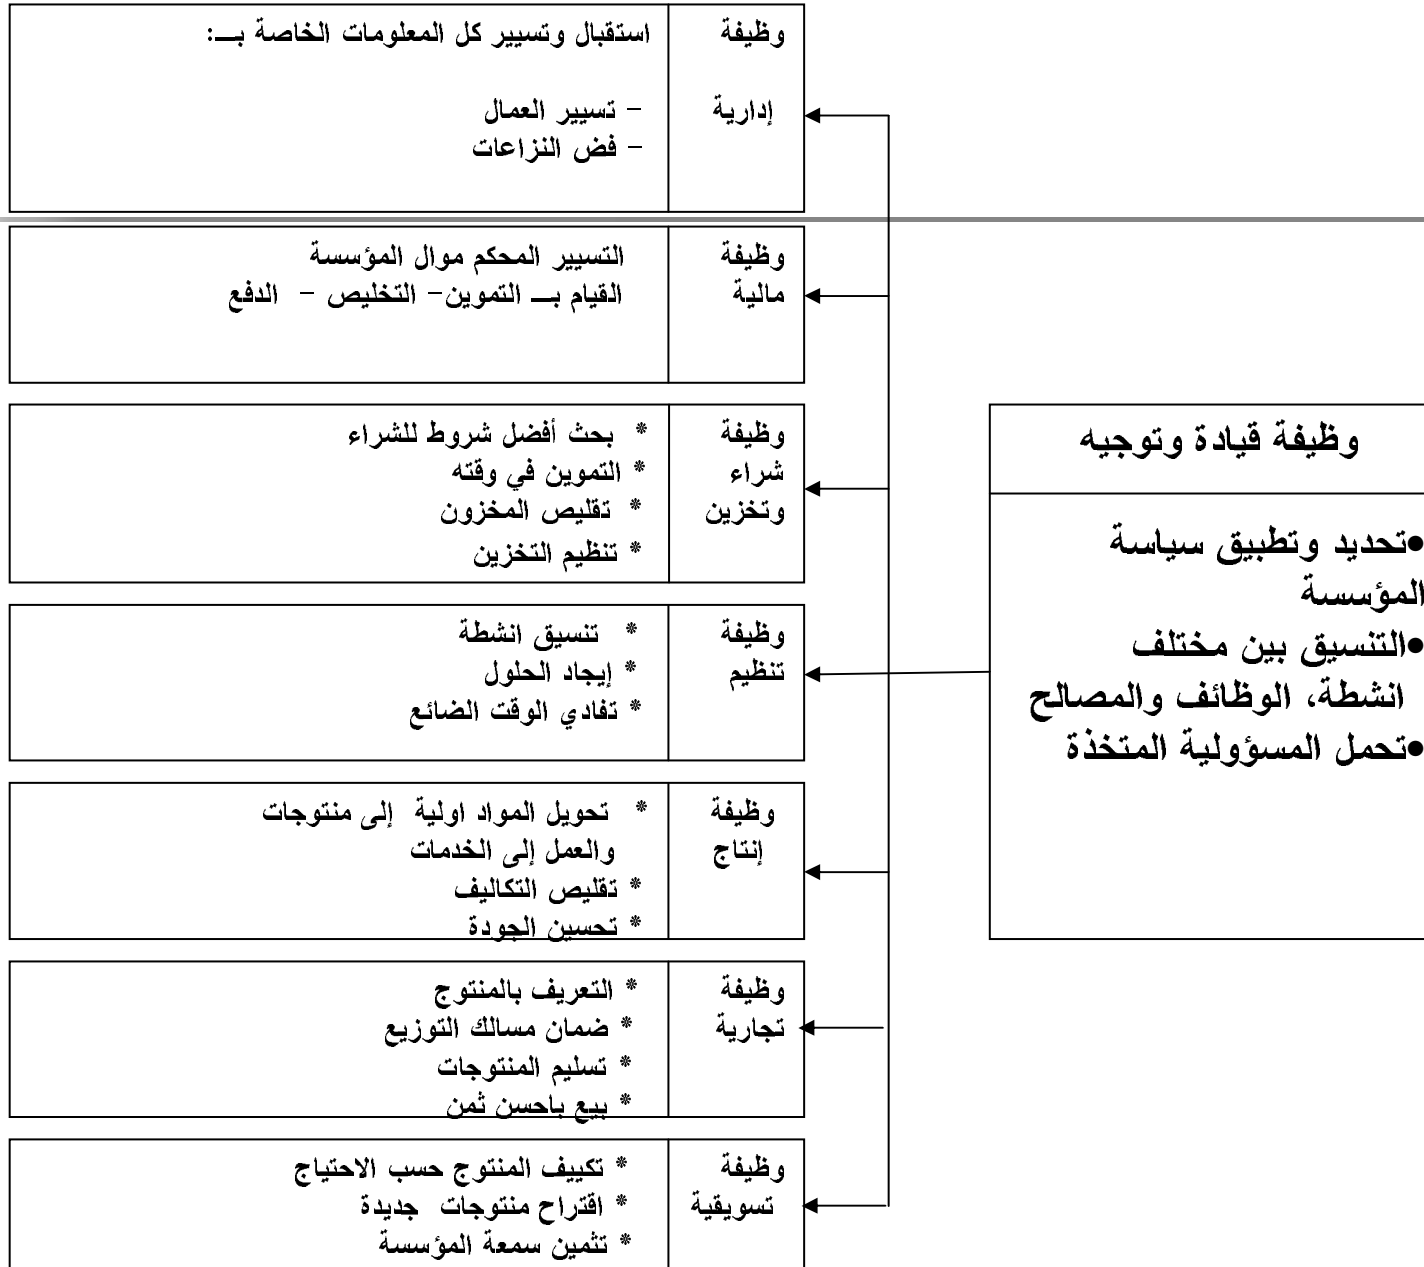 وظيفة
إدارية
استقبال وتسيير كل المعلومات الخاصة بــ:
- تسيير العمال
- فض النزاعات
وظيفة
مالية
التسيير المحكم موال المؤسسة
القيام بــ التموين- التخليص - الدفع
وظيفة
شراء
وتخزين
* بحث أفضل شروط للشراء
* التموين في وقته
* تقليص المخزون
* تنظيم التخزين
وظيفة قيادة وتوجيه
•تحديد وتطبيق سياسة
المؤسسة
•التنسيق بين مختلف
انشطة، الوظائف والمصالح
•تحمل المسؤولية المتخذة
وظيفة
تنظيم
* تنسيق انشطة
* إيجاد الحلول
* تفادي الوقت الضائع
وظيفة
إنتاج
* تحويل المواد اولية إلى منتوجات
والعمل إلى الخدمات
* تقليص التكاليف
* تحسين الجودة
وظيفة
تجارية
* التعريف بالمنتوج
* ضمان مسالك التوزيع
* تسليم المنتوجات
* بيع باحسن ثمن
وظيفة
تسويقية
* تكييف المنتوج حسب الاحتياج
* اقتراح منتوجات جديدة
* تثمين سمعة المؤسسة